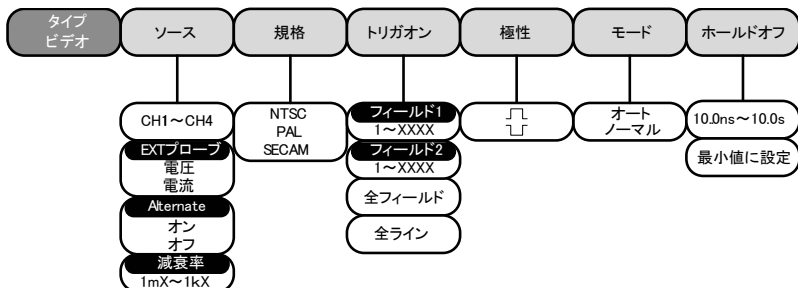 タイプ
ビデオ
ソース
規格
トリガオン
極性
モード
ホールドオフ
CH1～CH4
EXTプローブ
電圧
電流
Alternate
オン
オフ
減衰率
1mX～1kX
NTSC
PAL
SECAM
フィールド1
1～XXXX
フィールド2
1～XXXX
全フィールド
全ライン
オート
ノーマル
10.0ns～10.0s
最小値に設定